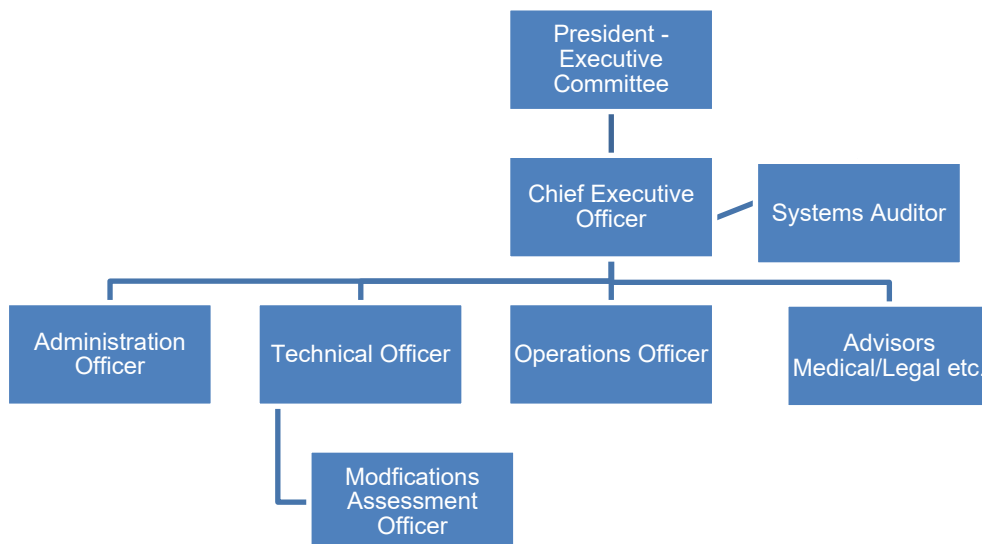 President -
Executive
Committee
Chief Executive
Officer
Systems Auditor
Administration
Officer
Technical Officer
Operations Officer
Advisors
Medical/Legal etc.
Modfications
Assessment
Officer